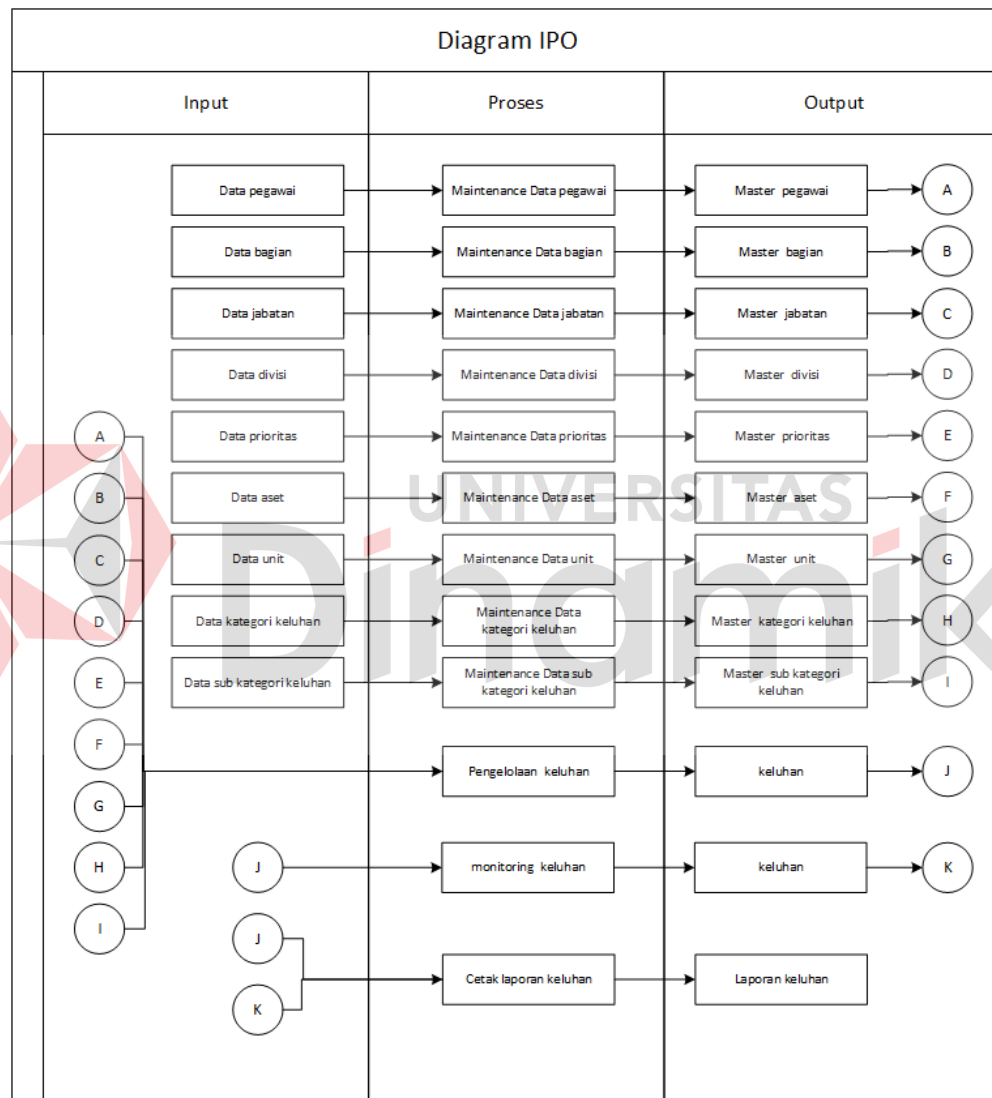 Diagram IPO
Input
Proses
Output
Data pegawai
Maintenance Data pegawai
Master pegawai
A
Data bagian
Maintenance Data bagian
Master bagian
B
Data jabatan
Maintenance Data jabatan
Master jabatan
C
Data divisi
Maintenance Data divisi
Master divisi
D
A
Data prioritas
Maintenance Data prioritas
Master prioritas
E
B
Data aset
Maintenance Data aset
Master aset
F
C
Data unit
Maintenance Data unit
Master unit
G
D
Data kategori keluhan
Maintenance Data
kategori keluhan
Master kategori keluhan
H
E
Data sub kategori keluhan
Maintenance Data sub
kategori keluhan
Master sub kategori
keluhan
I
F
G
H
I
Pengelolaan keluhan
keluhan
J
J
monitoring keluhan
keluhan
K
J
K
Cetak laporan keluhan
Laporan keluhan
UNIVERSITAS
Dinamik